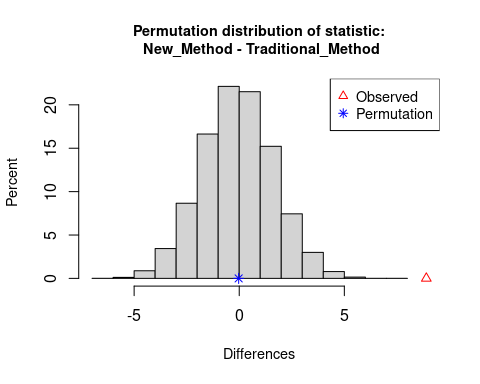 Permutation distribution of statistic:
New_Method - Traditional_Method
Observed
Permutation
Percent
20
15
10
5
0
-5
0
5
Differences